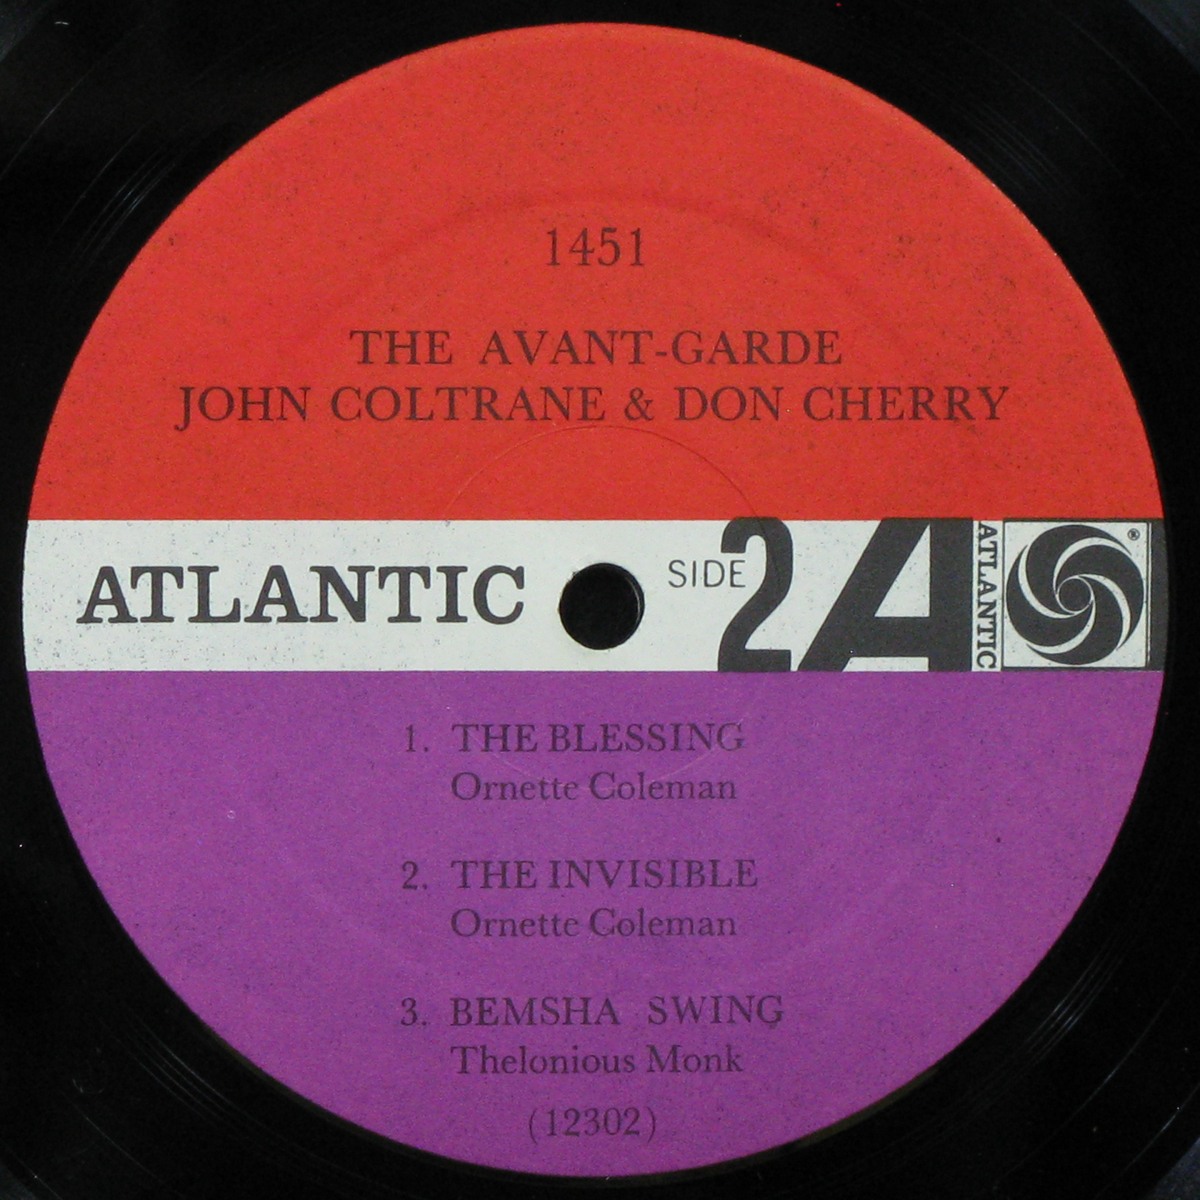 1451
THE AVANT-GARDE
JOHN COLTRANE & DON CHERRY
ATLANTIC
SIDE 2
A
ATLANTIC
®
1. THE BLESSING
Ornette Coleman
2. THE INVISIBLE
Ornette Coleman
3. BEMSHA SWING
Thelonious Monk
(12302)